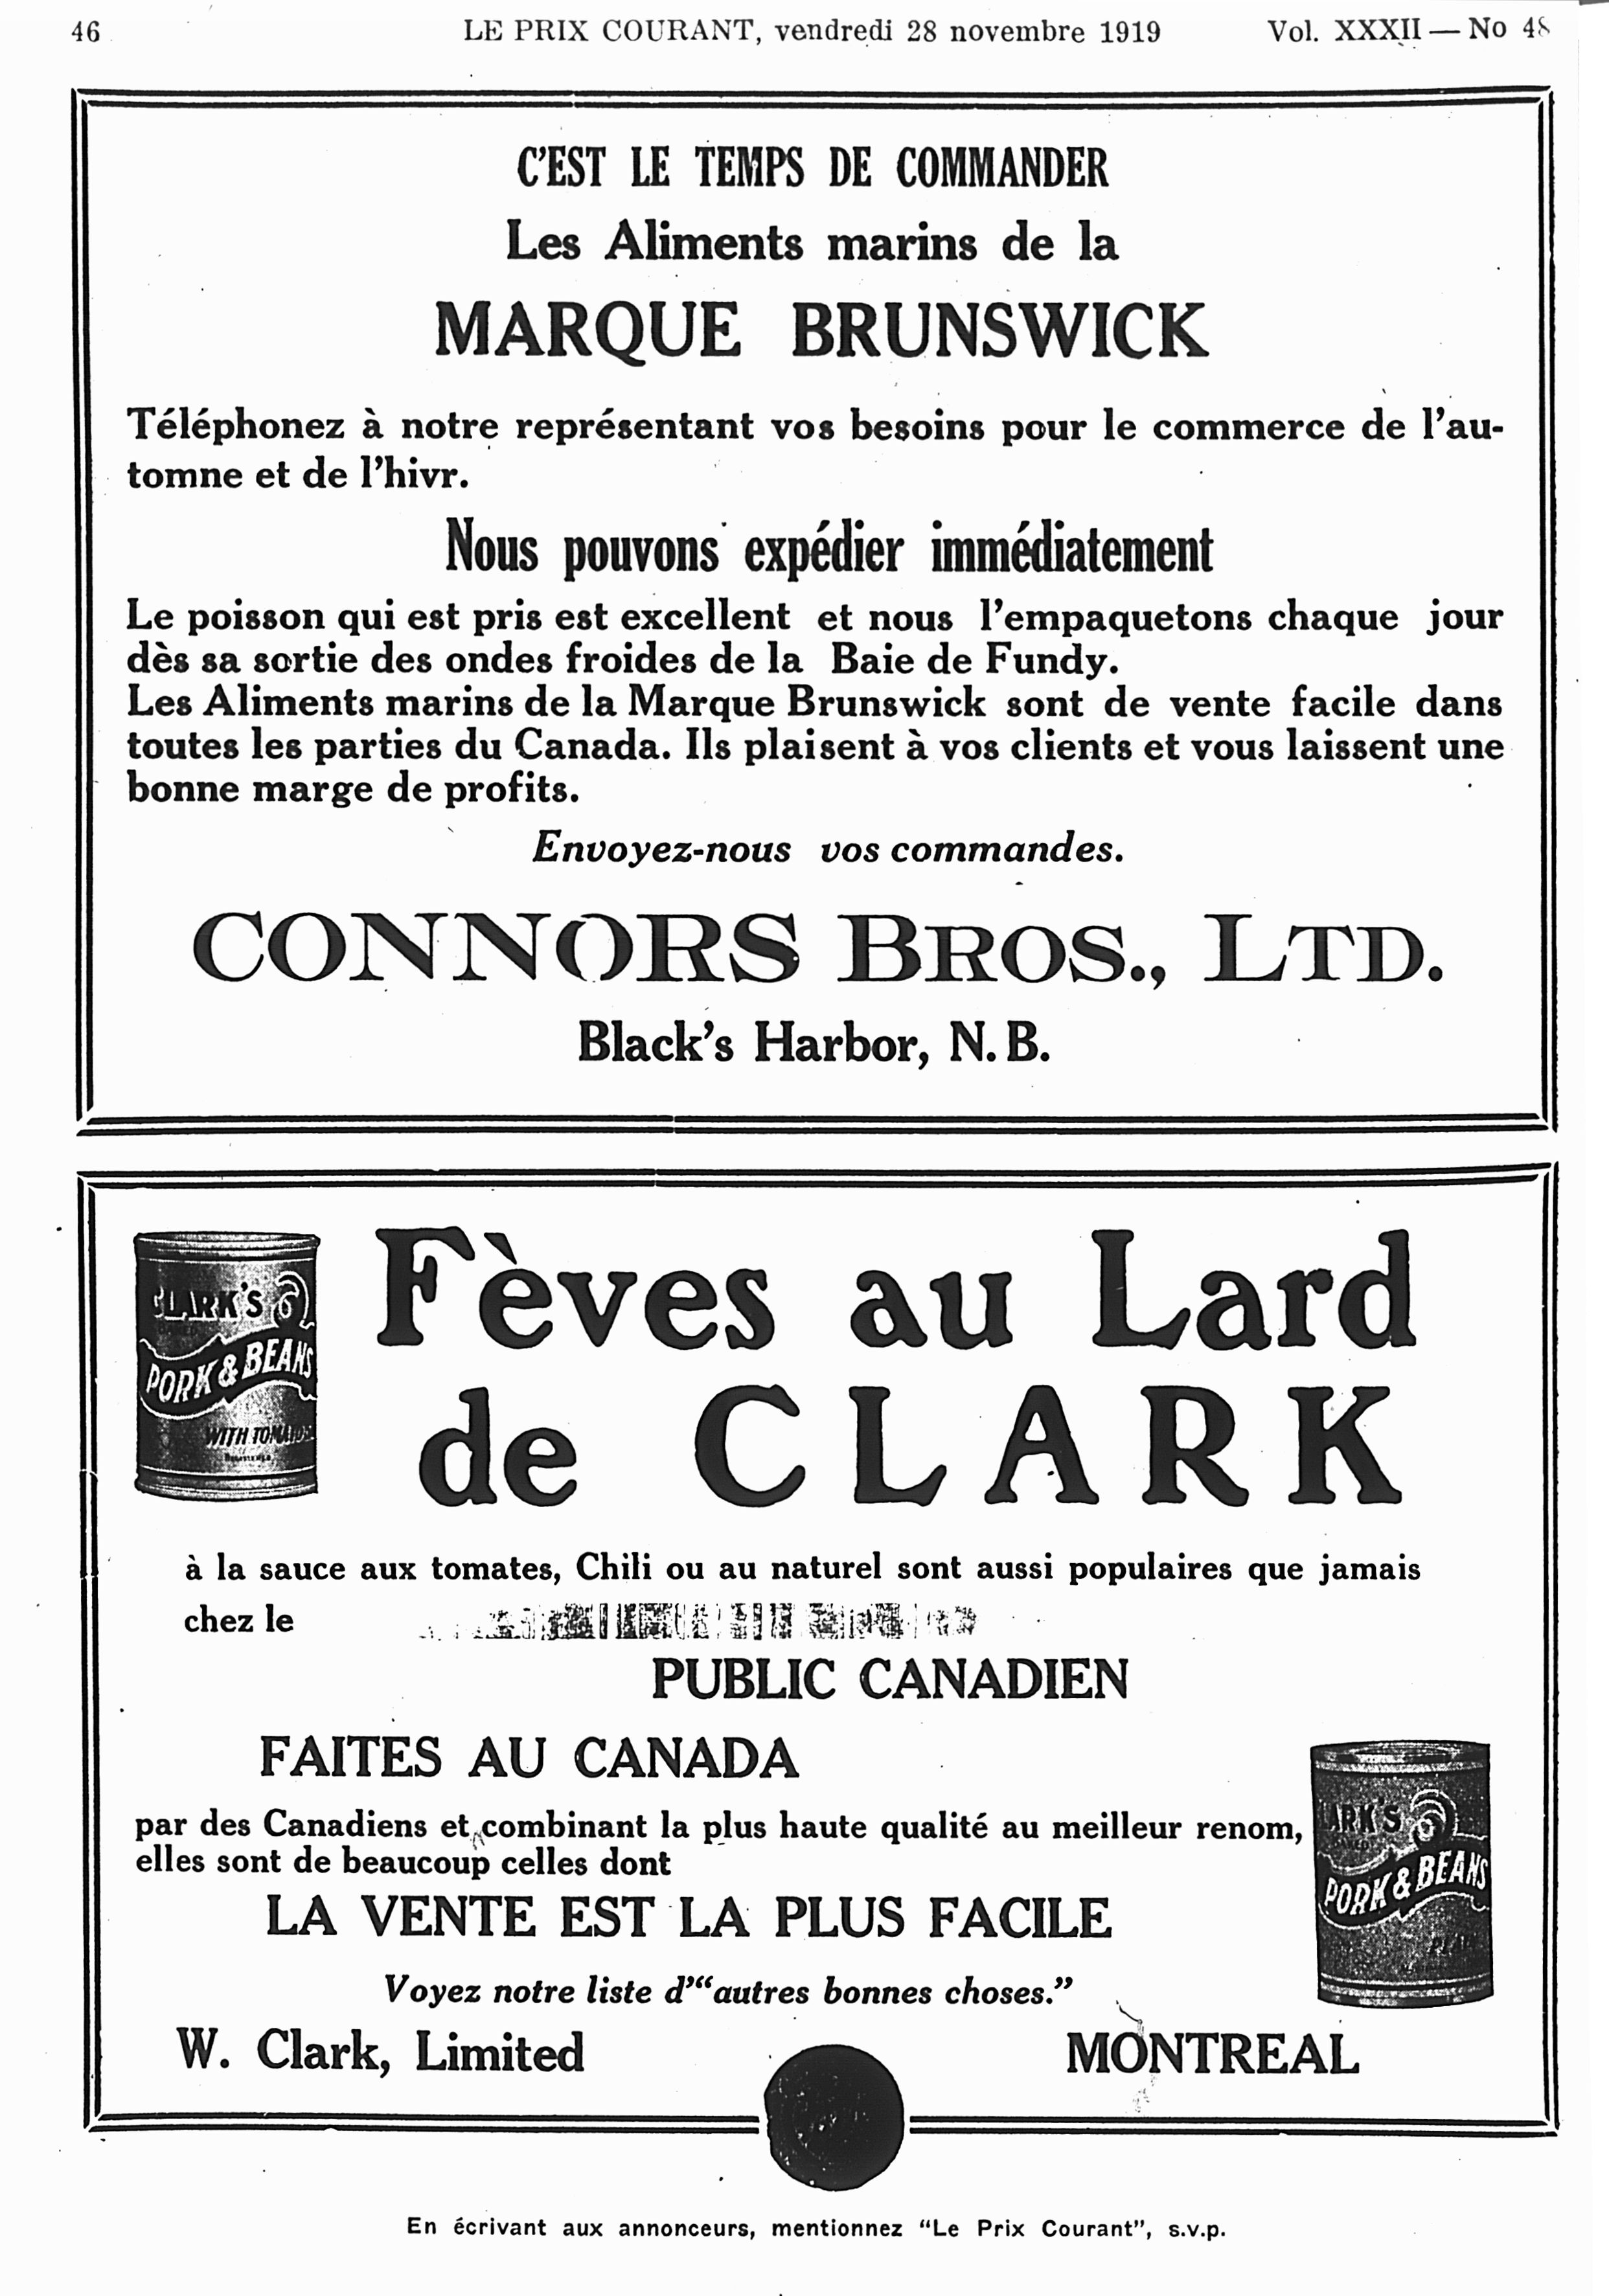 46 LE PRIX COURANT, vendredi 28 novembre 1919 Vol. XXXII — No 48
C'EST LE TEMPS DE COMMANDER
Les Aliments marins de la
MARQUE BRUNSWICK
Téléphonez à notre représentant vos besoins pour le commerce de l'au-
tomne et de l'hivr.
Nous pouvons expédier immédiatement
Le poisson qui est pris est excellent et nous l'empaquetons chaque jour
dès sa sortie des ondes froides de la Baie de Fundy.
Les Aliments marins de la Marque Brunswick sont de vente facile dans
toutes les parties du Canada. Ils plaisent à vos clients et vous laissent une
bonne marge de profits.
Envoyez-nous vos commandes.
CONNORS BROS., LTD.
Black's Harbor, N. B.
CLARK'S
PORK & BEANS
WITH TOMATO
Fèves au Lard
de CLARK
à la sauce aux tomates, Chili ou au naturel sont aussi populaires que jamais
chez le
PUBLIC CANADIEN
FAITES AU CANADA
par des Canadiens et combinant la plus haute qualité au meilleur renom,
elles sont de beaucoup celles dont
LA VENTE EST LA PLUS FACILE
ARK'S
PORK & BEANS
Voyez notre liste d'"autres bonnes choses."
W. Clark, Limited MONTREAL
En écrivant aux annonceurs, mentionnez "Le Prix Courant", s.v.p.